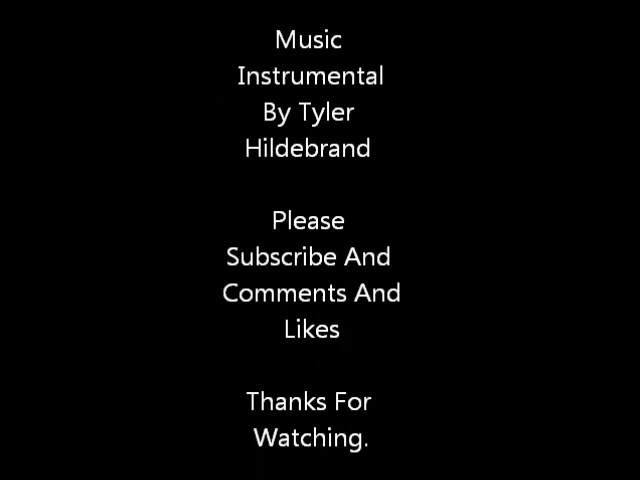 Music
Instrumental
By Tyler
Hildebrand
Please
Subscribe And
Comments And
Likes
Thanks For
Watching.